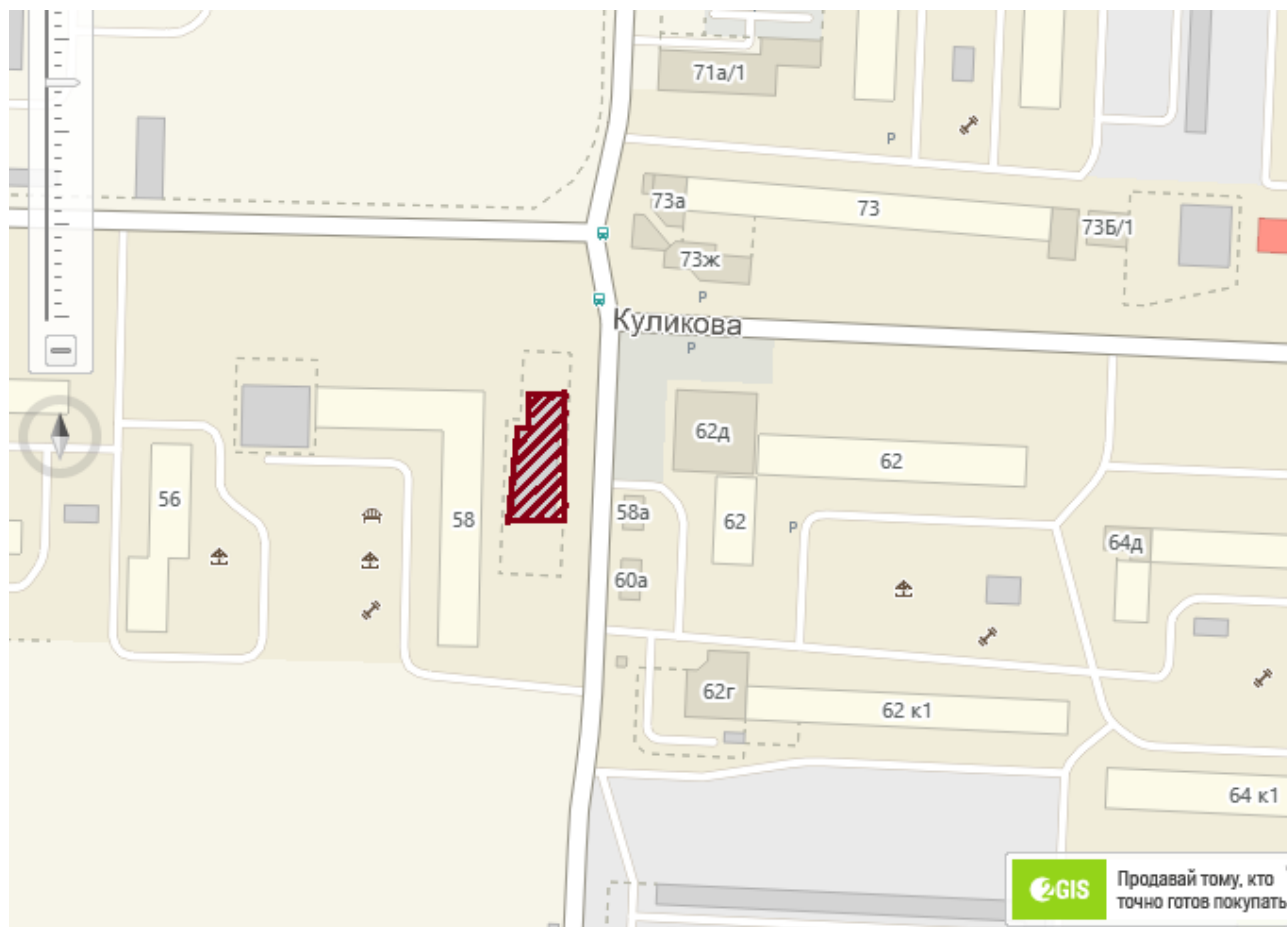 71а/1
P
73а
73
73Б/1
73ж
P
Куликова
P
62д
62
56
58
58а
62
P
64д
60а
62г
62 к1
64 к1
2GIS
Продавай тому, кто
точно готов покупать